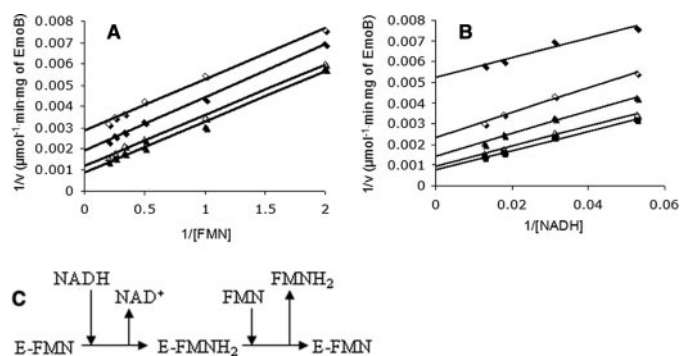 A
0.008
0.007
0.006
0.005
0.004
0.003
0.002
0.001
0
1/v (μmol⁻¹·min·mg of EmoB)
0
0.5
1
1.5
2
1/[FMN]
B
0.008
0.007
0.006
0.005
0.004
0.003
0.002
0.001
0
1/v (μmol⁻¹·min·mg of EmoB)
0
0.02
0.04
0.06
1/[NADH]
C
NADH
NAD⁺
FMN
FMNH₂
E-FMN
E-FMNH₂
E-FMN